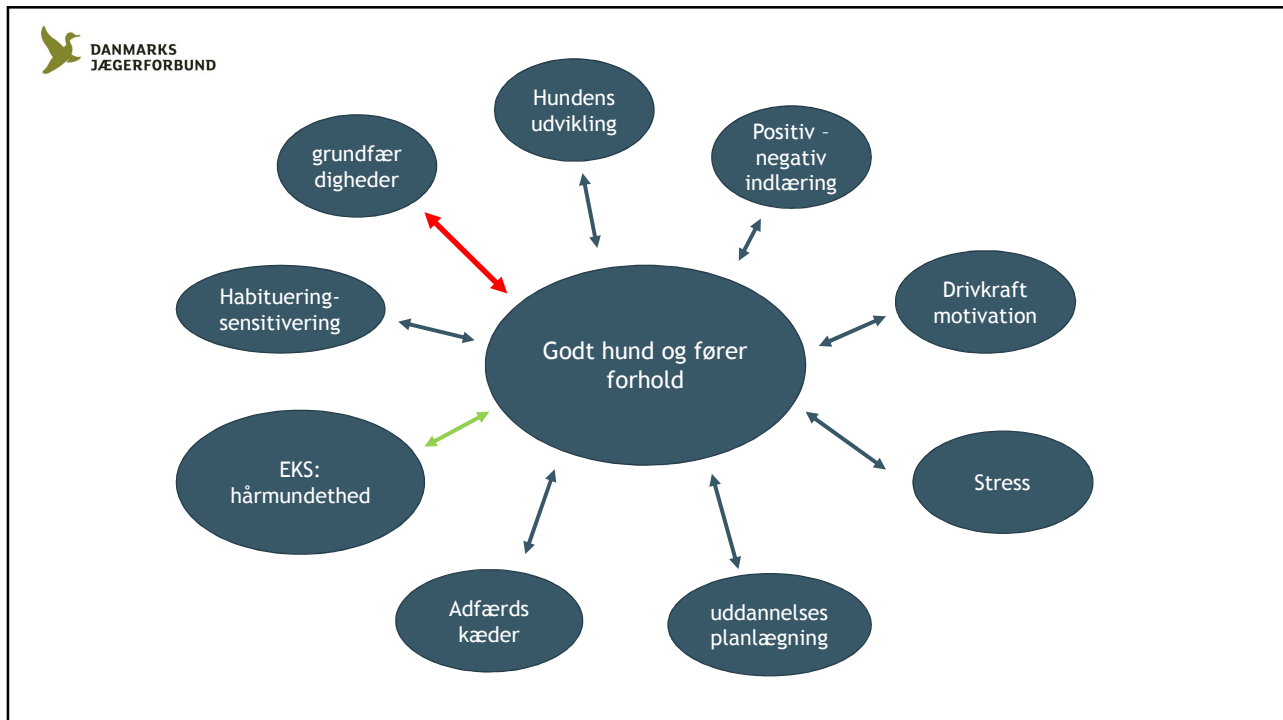 DANMARKS
JÆGERFORBUND
Hundens
udvikling
Positiv –
negativ
indlæring
grundfær
digheder
Habituering-
sensitivering
Drivkraft
motivation
Godt hund og fører
forhold
EKS:
hårmundethed
Stress
Adfærds
kæder
uddannelses
planlægning